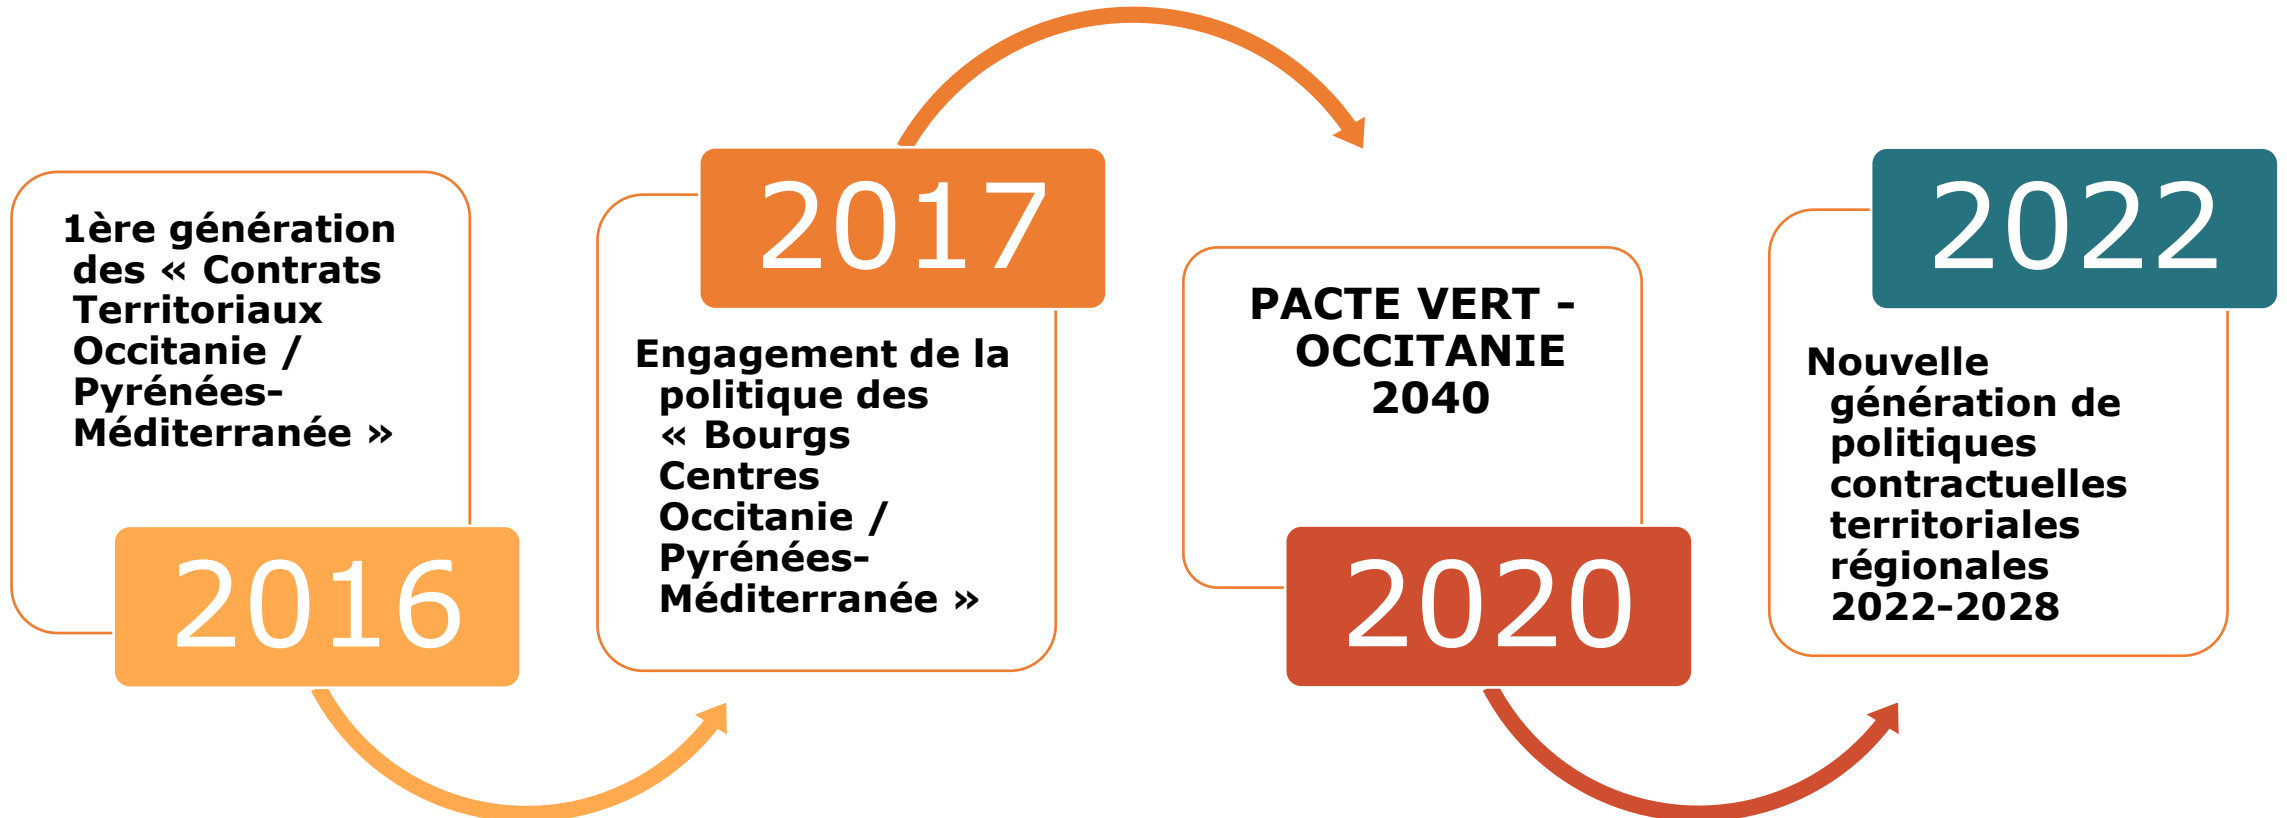 1ère génération
des « Contrats
Territoriaux
Occitanie /
Pyrénées-
Méditerranée »
2016
2017
Engagement de la
politique des
« Bourgs
Centres
Occitanie /
Pyrénées-
Méditerranée »
PACTE VERT -
OCCITANIE
2040
2020
2022
Nouvelle
génération de
politiques
contractuelles
territoriales
régionales
2022-2028